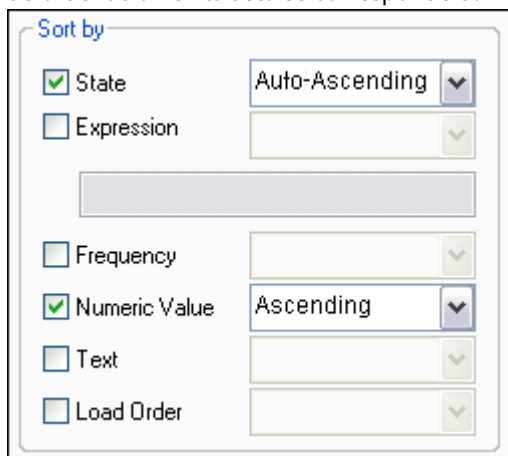 Sort by
State Auto-Ascending
Expression
Frequency
Numeric Value Ascending
Text
Load Order